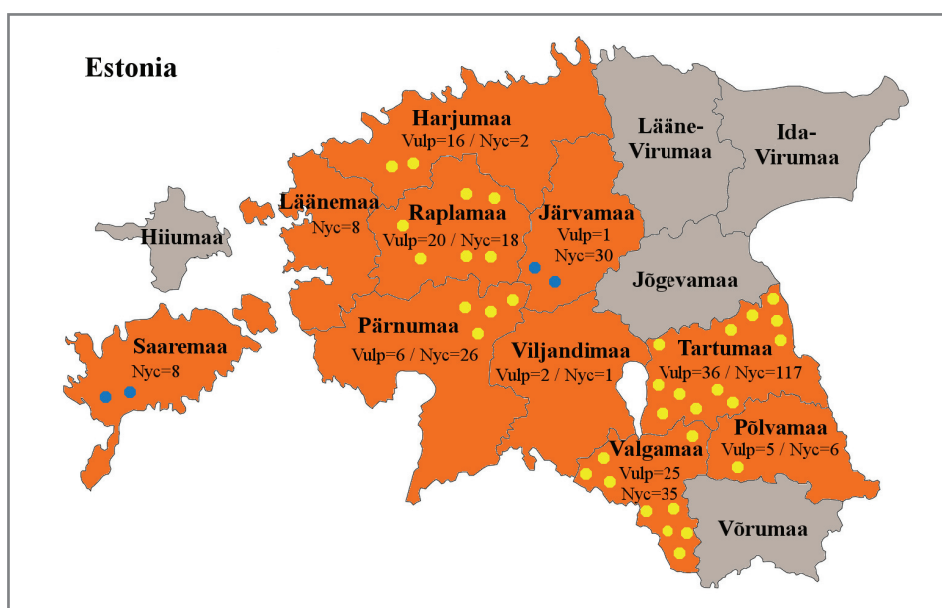 Estonia
Harjumaa
Vulp=16 / Nyc=2
Lääne-
Virumaa
Ida-
Virumaa
Läänemaa
Nyc=8
Raplamaa
Vulp=20 / Nyc=18
Järvamaa
Vulp=1
Nyc=30
Hiiumaa
Jõgevamaa
Saaremaa
Nyc=8
Pärnumaa
Vulp=6 / Nyc=26
Viljandimaa
Vulp=2 / Nyc=1
Tartumaa
Vulp=36 / Nyc=117
Valgamaa
Vulp=25
Nyc=35
Põlvamaa
Vulp=5 / Nyc=6
Võrumaa